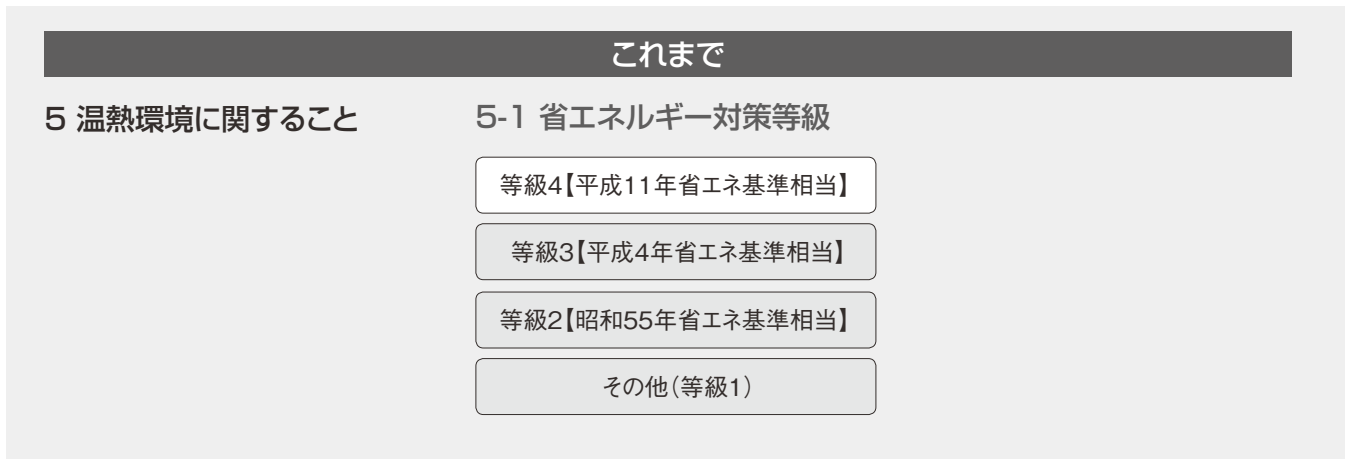 これまで
5 温熱環境に関すること
5-1 省エネルギー対策等級
等級4【平成11年省エネ基準相当】
等級3【平成4年省エネ基準相当】
等級2【昭和55年省エネ基準相当】
その他(等級1)